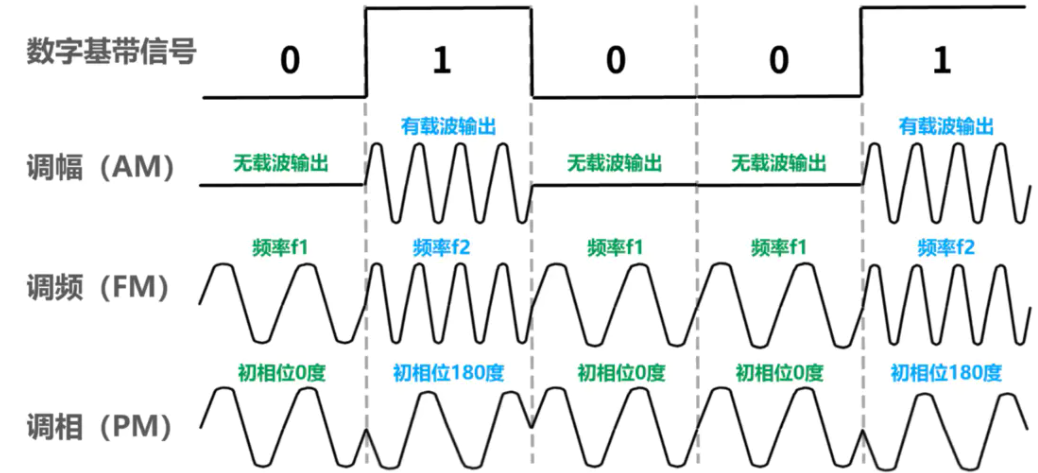 数字基带信号 0 1 0 0 1
有载波输出 有载波输出
调幅（AM） 无载波输出 无载波输出 无载波输出
频率f1 频率f2 频率f1 频率f1 频率f2
调频（FM）
初相位0度 初相位180度 初相位0度 初相位0度 初相位180度
调相（PM）